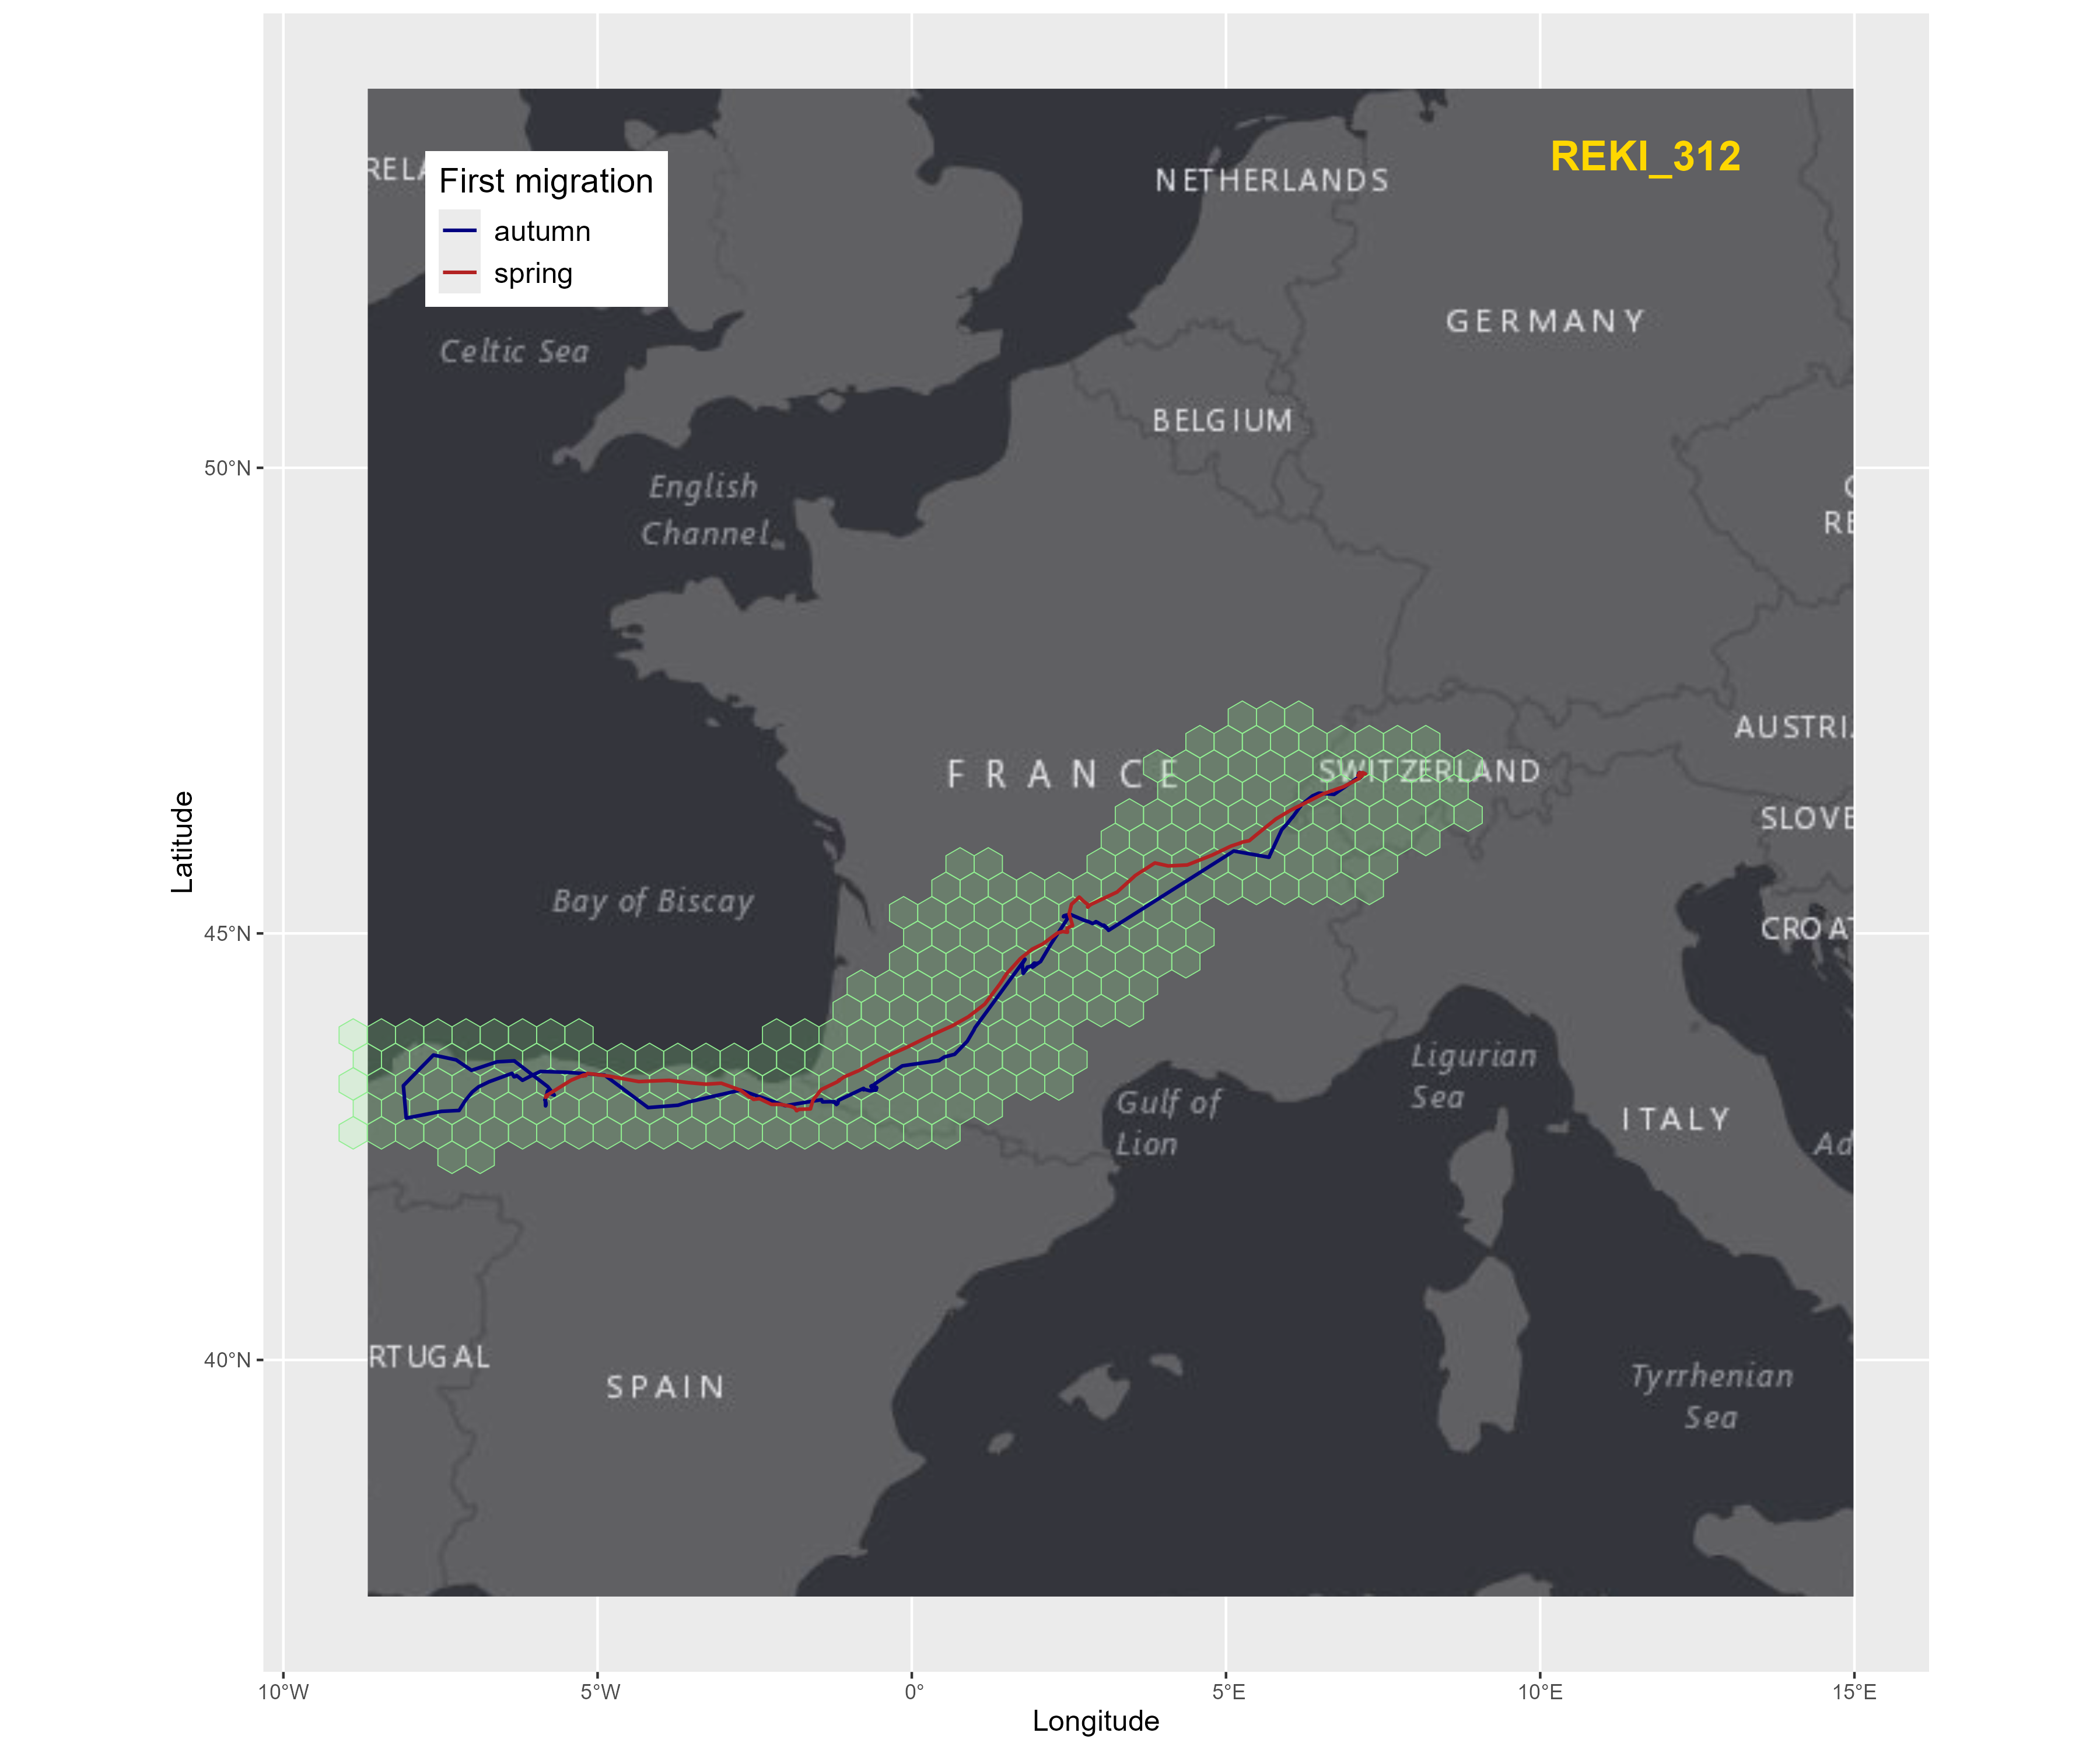 REKI_312
First migration
autumn
spring
RELA
NETHERLANDS
GERMANY
Celtic Sea
BELGIUM
English
Channel
RE
FRANCE
SWITZERLAND
AUSTRI
SLOVE
Bay of Biscay
CROAT
Ligurian
Sea
Gulf of
Lion
ITALY
Ad
RTUGAL
SPAIN
Tyrrhenian
Sea
50°N
45°N
40°N
Latitude
10°W
5°W
0°
5°E
10°E
15°E
Longitude